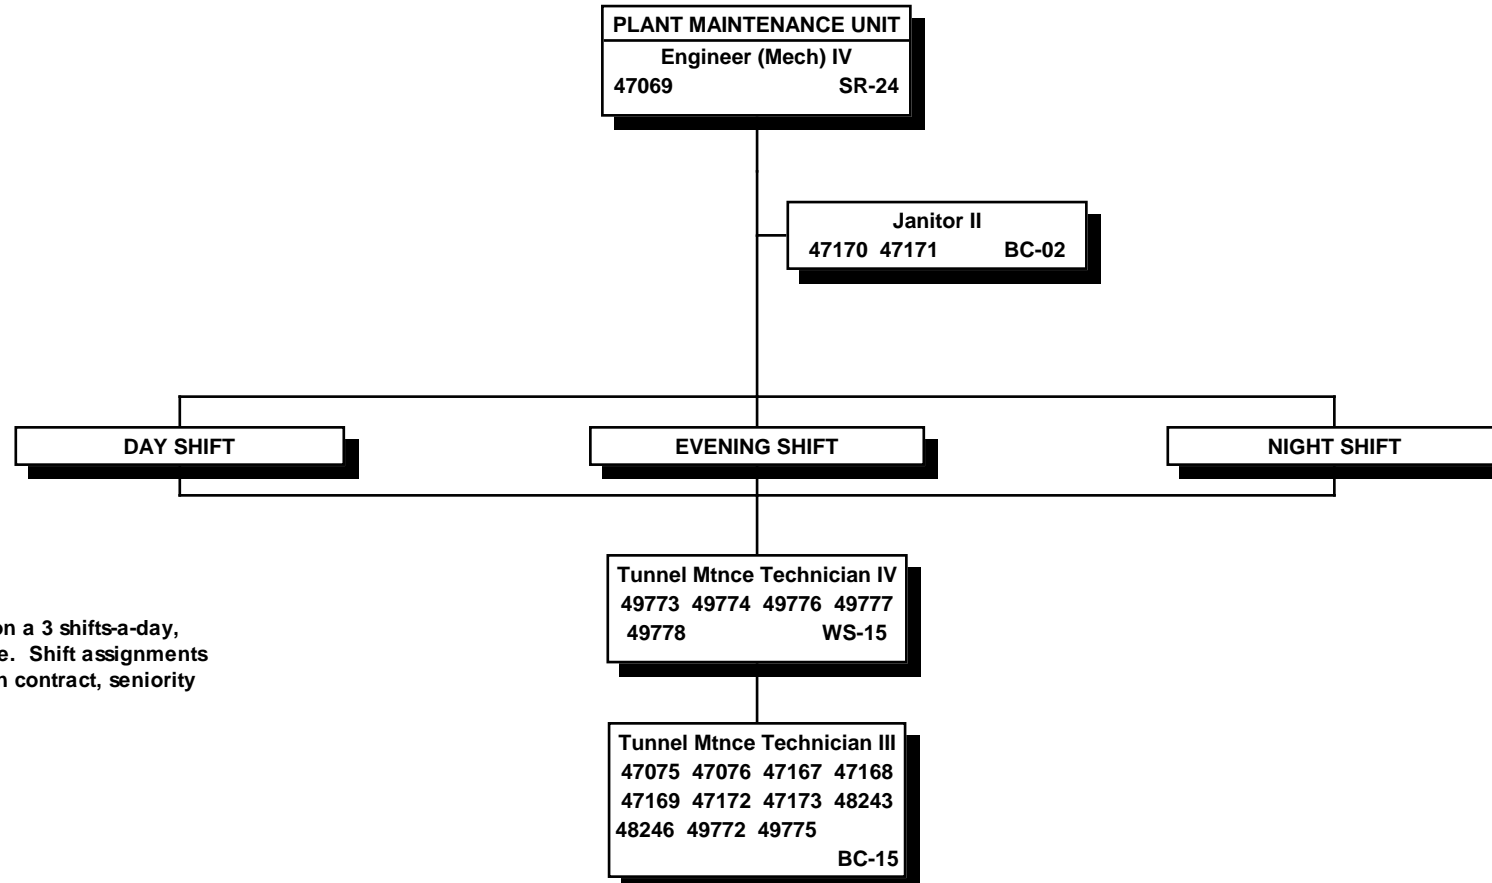 PLANT MAINTENANCE UNIT
Engineer (Mech) IV
47069 SR-24
Janitor II
47170 47171 BC-02
DAY SHIFT
EVENING SHIFT
NIGHT SHIFT
Tunnel Mtnce Technician IV
49773 49774 49776 49777
49778 WS-15
on a 3 shifts-a-day,
e. Shift assignments
n contract, seniority
Tunnel Mtnce Technician III
47075 47076 47167 47168
47169 47172 47173 48243
48246 49772 49775
BC-15